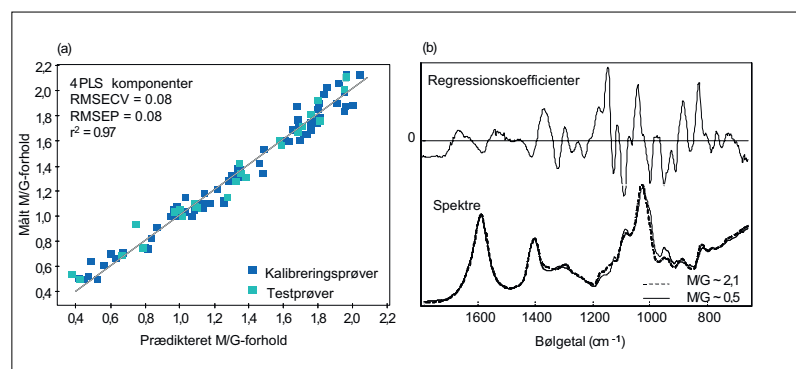 (a)
4 PLS komponenter
RMSECV = 0.08
RMSEP = 0.08
r² = 0.97
Målt M/G-forhold
2,2
2,0
1,8
1,6
1,4
1,2
1,0
0,8
0,6
0,4
Kalibreringsprøver
Testprøver
0,4 0,6 0,8 1,0 1,2 1,4 1,6 1,8 2,0 2,2
Prædikteret M/G-forhold
(b)
Regressionskoefficienter
0
Spektre
M/G ~ 2,1
M/G ~ 0,5
1600 1400 1200 1000 800
Bølgetal (cm⁻¹)